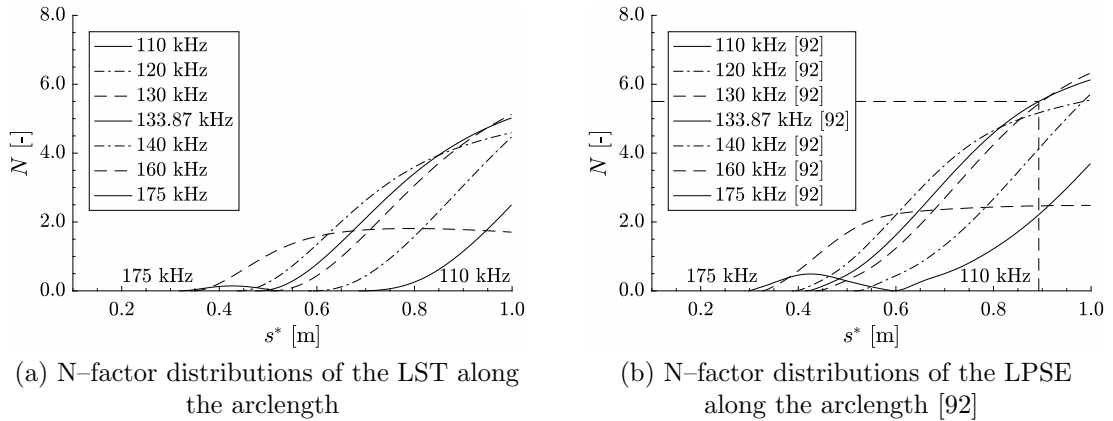 8.0
6.0
4.0
2.0
0.0
N [-]
110 kHz
120 kHz
130 kHz
133.87 kHz
140 kHz
160 kHz
175 kHz
175 kHz
110 kHz
0.2
0.4
0.6
0.8
1.0
s* [m]
(a) N–factor distributions of the LST along
the arclength
8.0
6.0
4.0
2.0
0.0
N [-]
110 kHz [92]
120 kHz [92]
130 kHz [92]
133.87 kHz [92]
140 kHz [92]
160 kHz [92]
175 kHz [92]
175 kHz
110 kHz
0.2
0.4
0.6
0.8
1.0
s* [m]
(b) N–factor distributions of the LPSE
along the arclength [92]